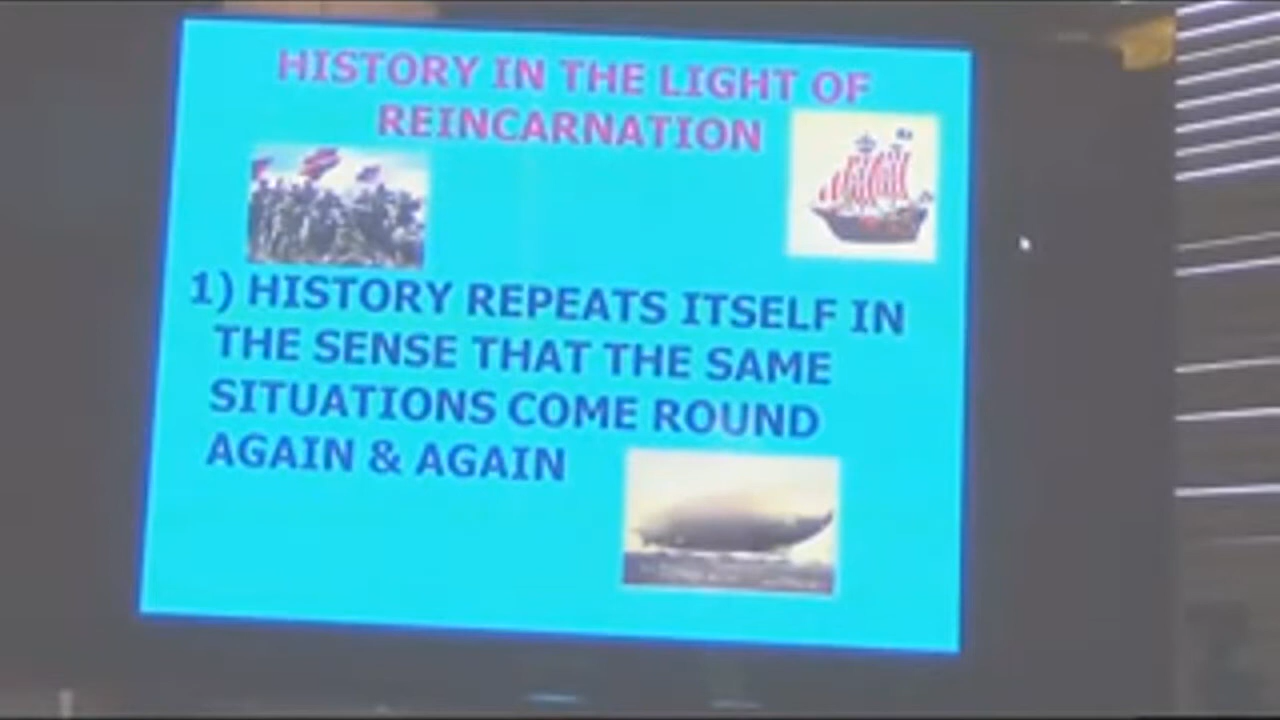 HISTORY IN THE LIGHT OF
REINCARNATION
1) HISTORY REPEATS ITSELF IN
THE SENSE THAT THE SAME
SITUATIONS COME ROUND
AGAIN & AGAIN